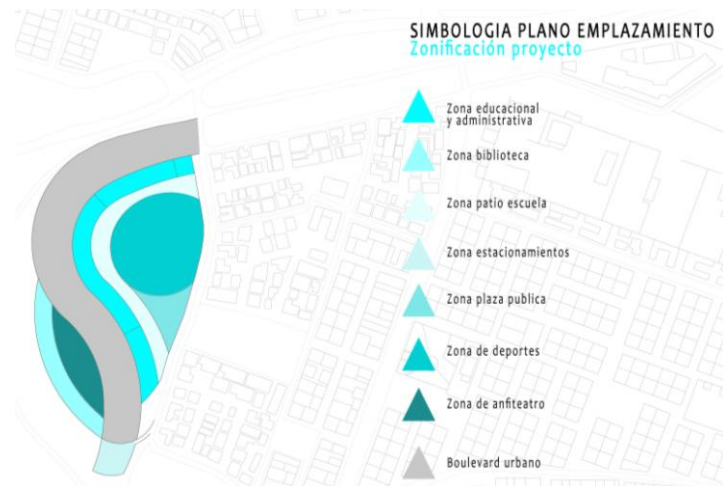 SIMBOLOGIA PLANO EMPLAZAMIENTO
Zonificación proyecto
Zona educacional
y administrativa
Zona biblioteca
Zona patio escuela
Zona estacionamientos
Zona plaza publica
Zona de deportes
Zona de anfiteatro
Boulevard urbano